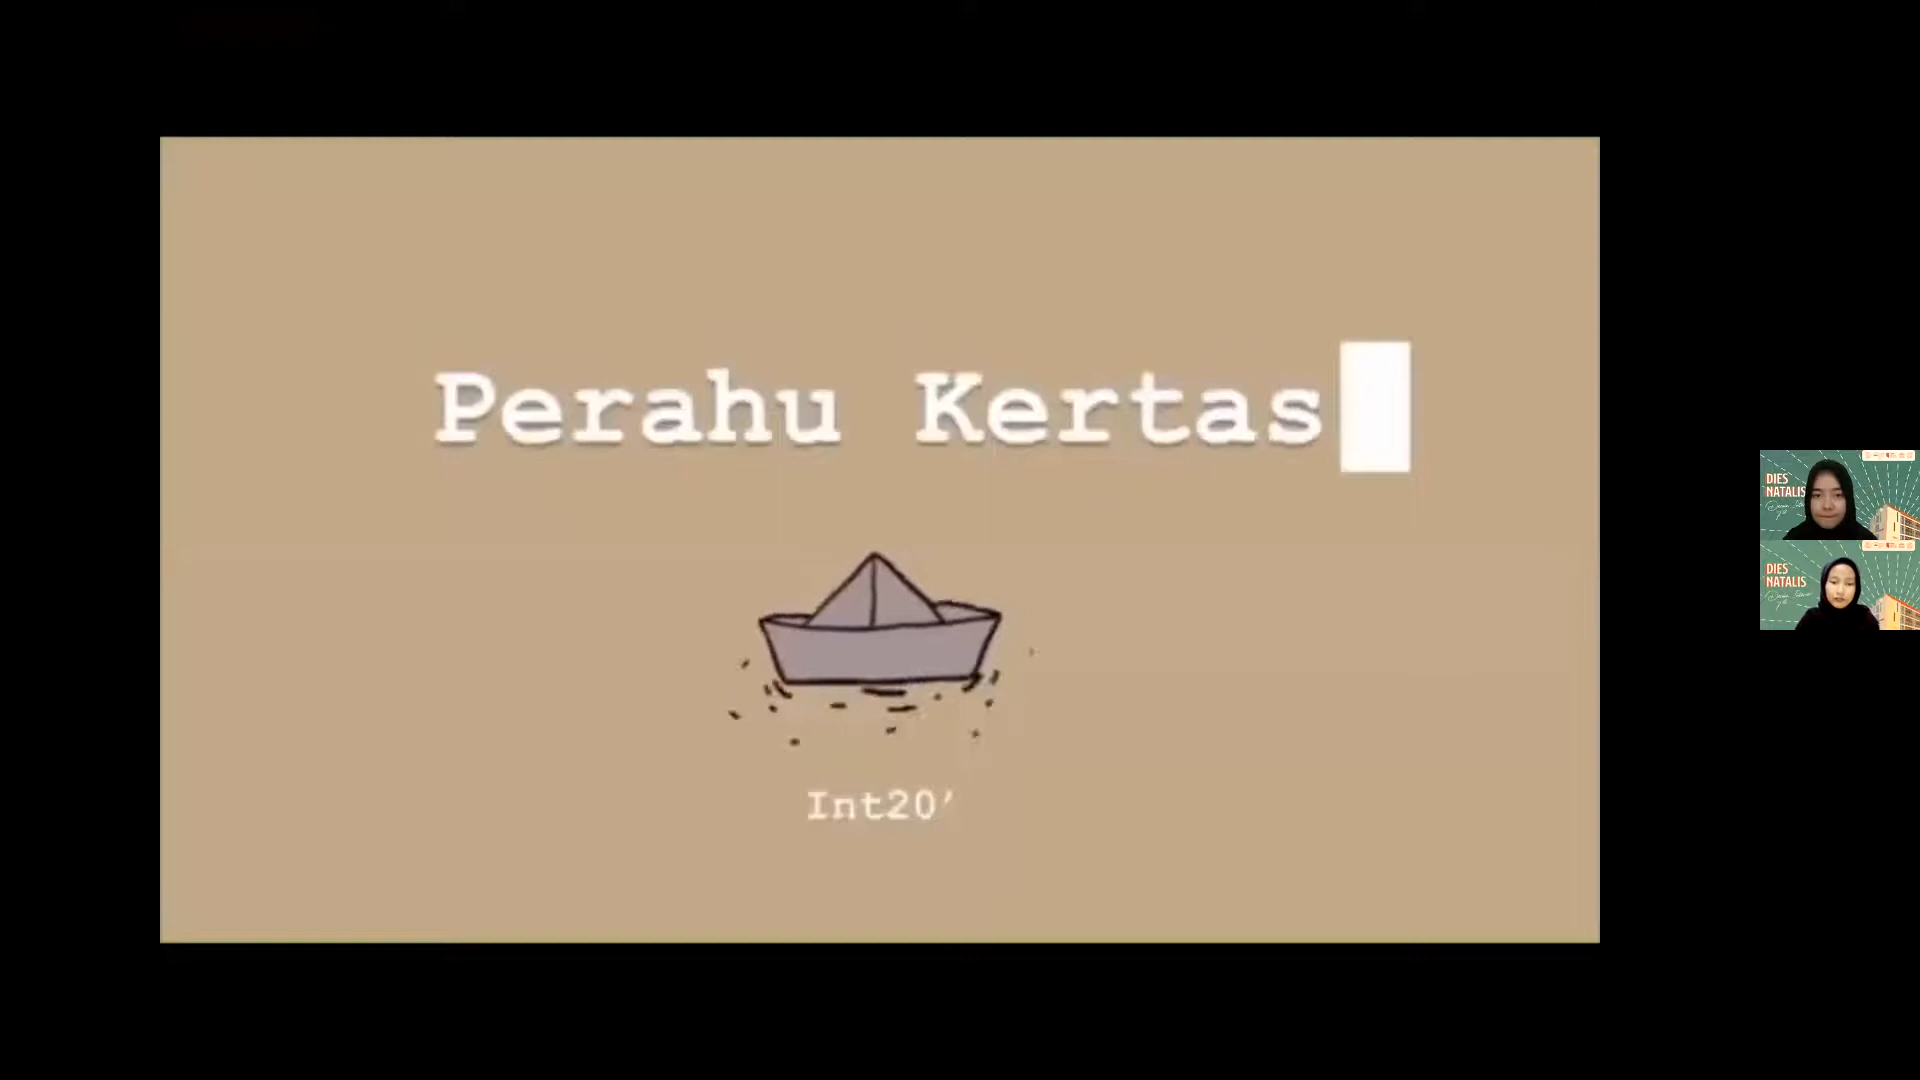 Perahu Kertas
Int20’
DIES
NATALIS
DIES
NATALIS